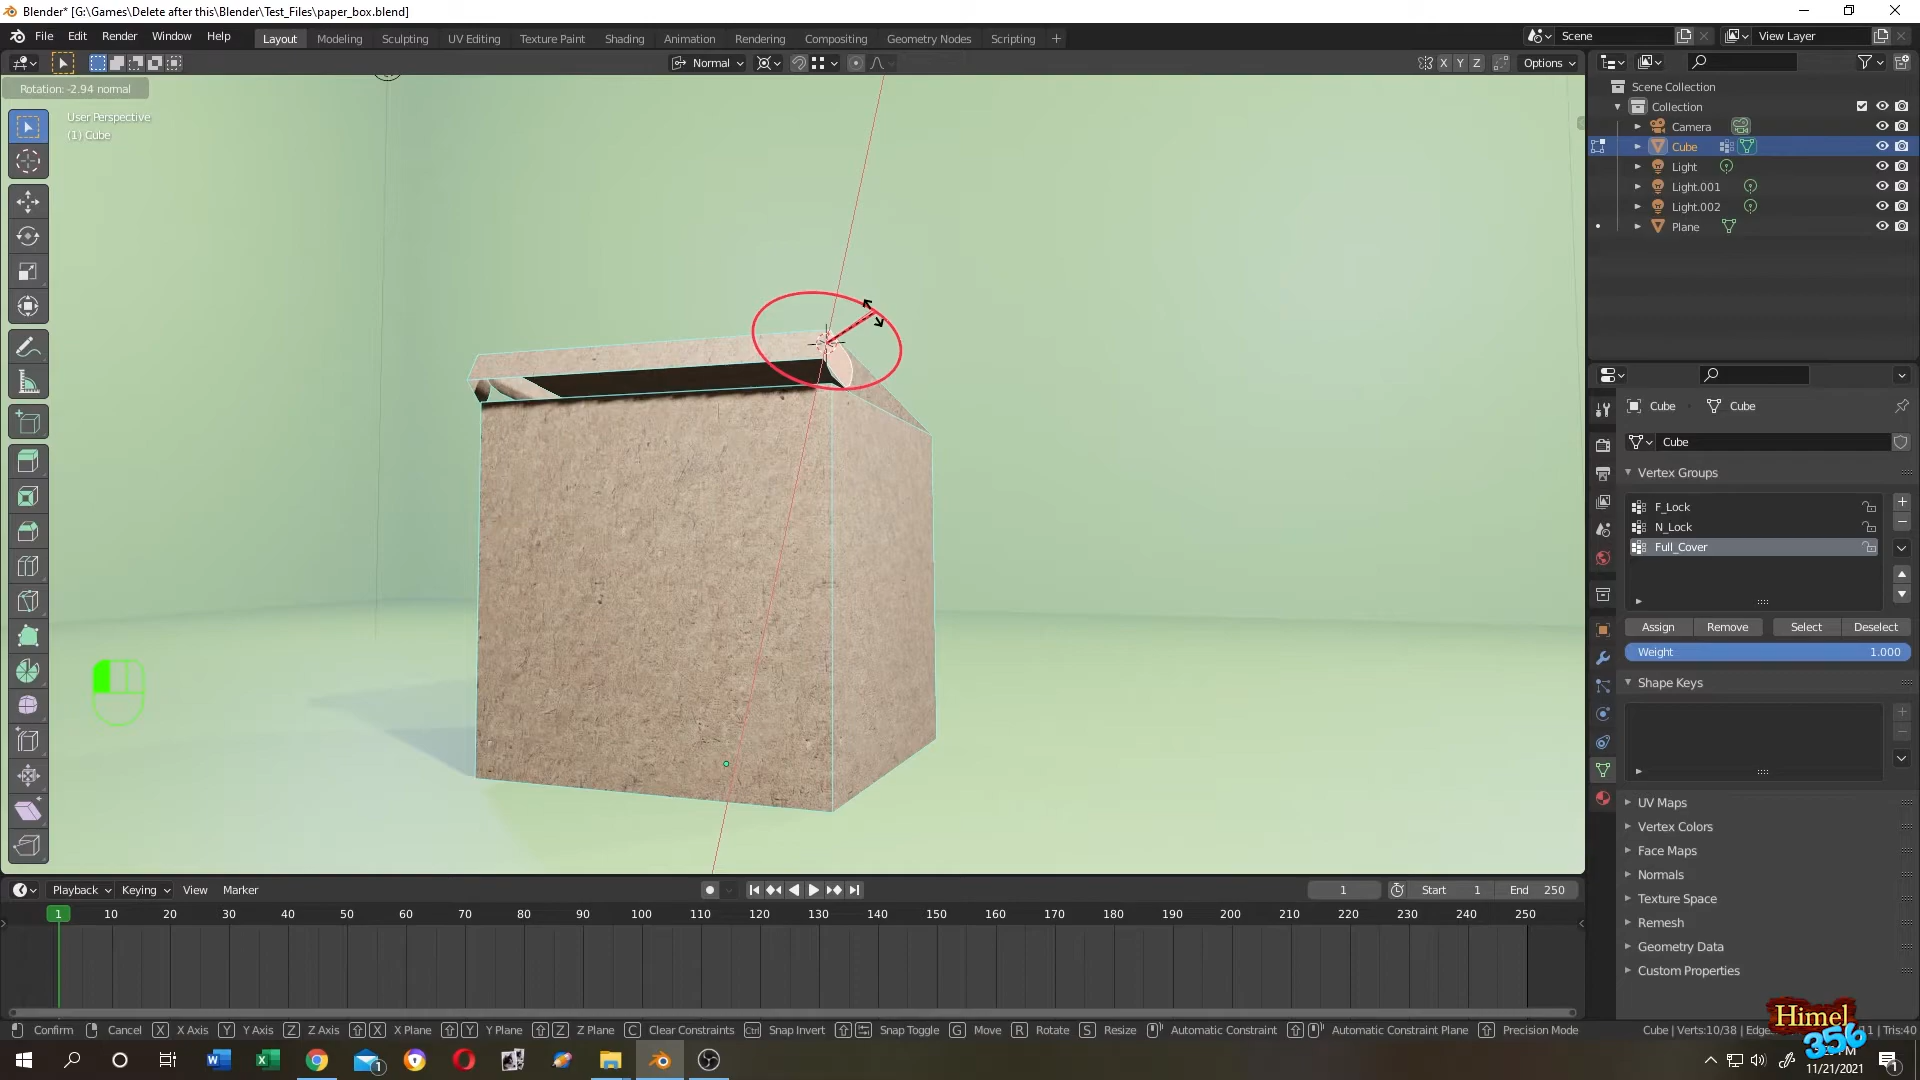 Blender* [G:\Games\Delete after this\Blender\Test_Files\paper_box.blend]
File Edit Render Window Help
Layout Modeling Sculpting UV Editing Texture Paint Shading Animation Rendering Compositing Geometry Nodes Scripting +
Scene
View Layer
Normal
X Y Z
Options
Rotation: -2.94 normal
User Perspective
(1) Cube
Scene Collection
Collection
Camera
Cube
Light
Light.001
Light.002
Plane
Cube
Cube
Cube
Vertex Groups
F_Lock
N_Lock
Full_Cover
Assign Remove Select Deselect
Weight 1.000
Shape Keys
UV Maps
Vertex Colors
Face Maps
Normals
Texture Space
Remesh
Geometry Data
Custom Properties
Playback Keying View Marker
1
Start 1 End 250
1 10 20 30 40 50 60 70 80 90 100 110 120 130 140 150 160 170 180 190 200 210 220 230 240 250
Confirm Cancel X X Axis Y Y Axis Z Z Axis X X Plane Y Y Plane Z Z Plane C Clear Constraints Ctrl Snap Invert Snap Toggle G Move R Rotate S Resize Automatic Constraint Automatic Constraint Plane Precision Mode
Cube | Verts:10/38 | Edge 11 | Tris:40
Himel
356
PM
11/21/2021
1
1